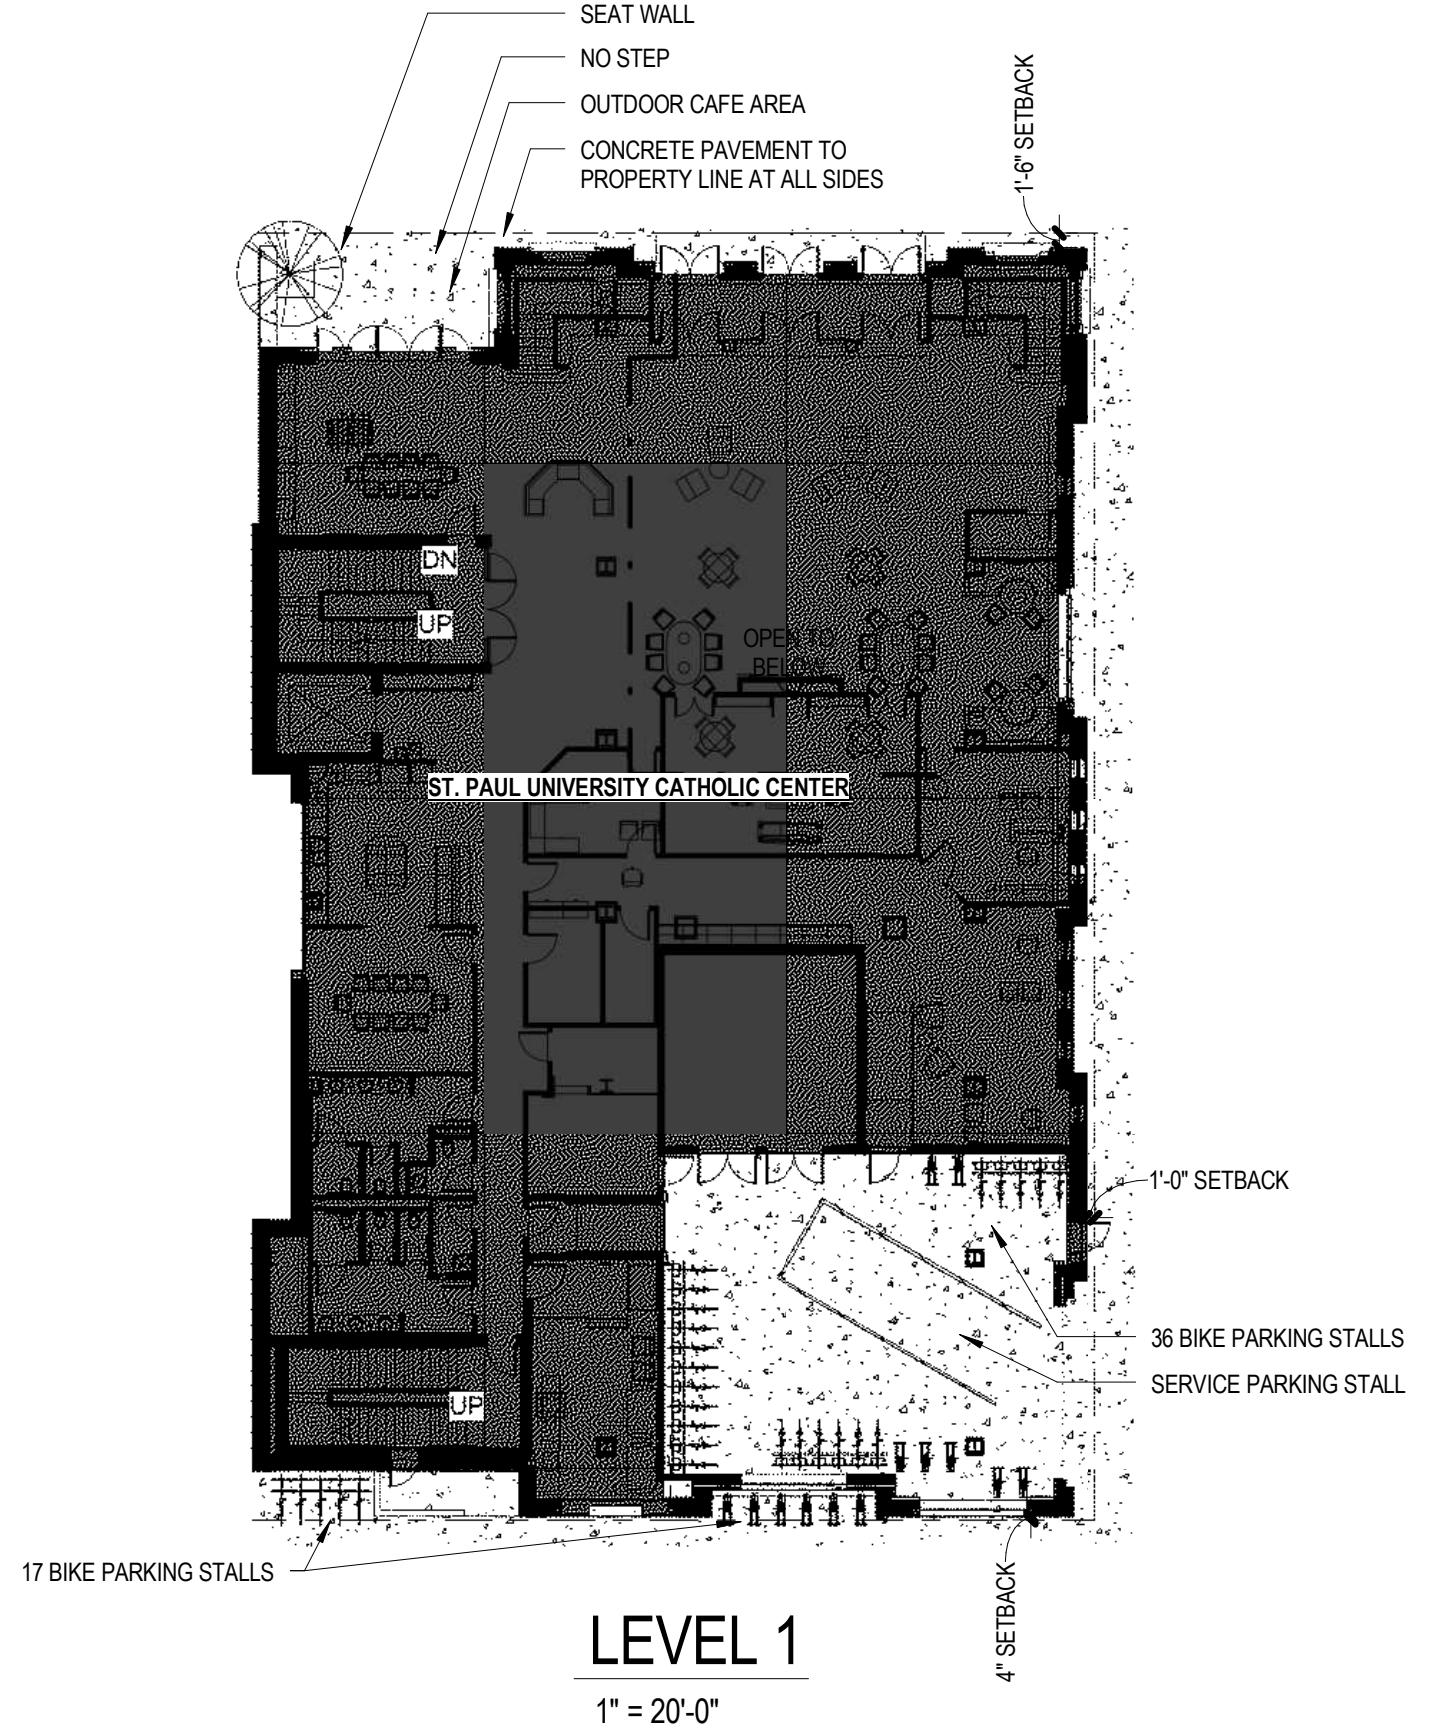 SEAT WALL
NO STEP
OUTDOOR CAFE AREA
CONCRETE PAVEMENT TO
PROPERTY LINE AT ALL SIDES
1'-6" SETBACK
DN
UP
OPEN TO
BELOW
ST. PAUL UNIVERSITY CATHOLIC CENTER
1'-0" SETBACK
36 BIKE PARKING STALLS
SERVICE PARKING STALL
UP
17 BIKE PARKING STALLS
4" SETBACK
LEVEL 1
1" = 20'-0"